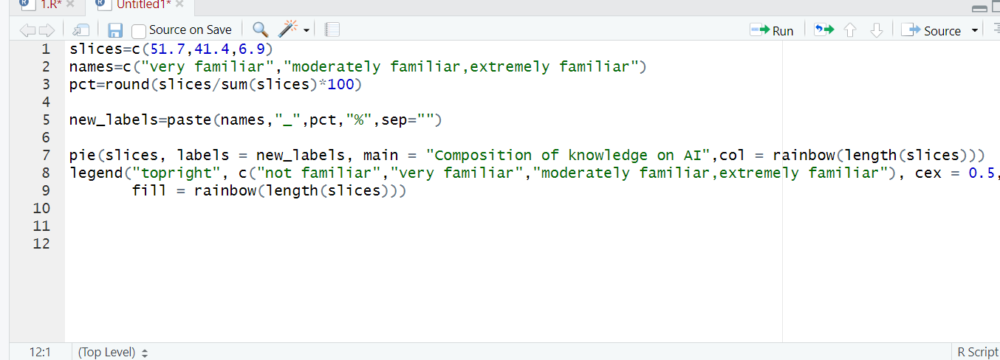 1.R* Untitled1*
Source on Save Run Source
1 slices=c(51.7,41.4,6.9)
2 names=c("very familiar","moderately familiar,extremely familiar")
3 pct=round(slices/sum(slices)*100)
4
5 new_labels=paste(names,"_",pct,"%",sep="")
6
7 pie(slices, labels = new_labels, main = "Composition of knowledge on AI",col = rainbow(length(slices)))
8 legend("topright", c("not familiar","very familiar","moderately familiar,extremely familiar"), cex = 0.5,
9 fill = rainbow(length(slices)))
10
11
12
12:1 (Top Level) R Script